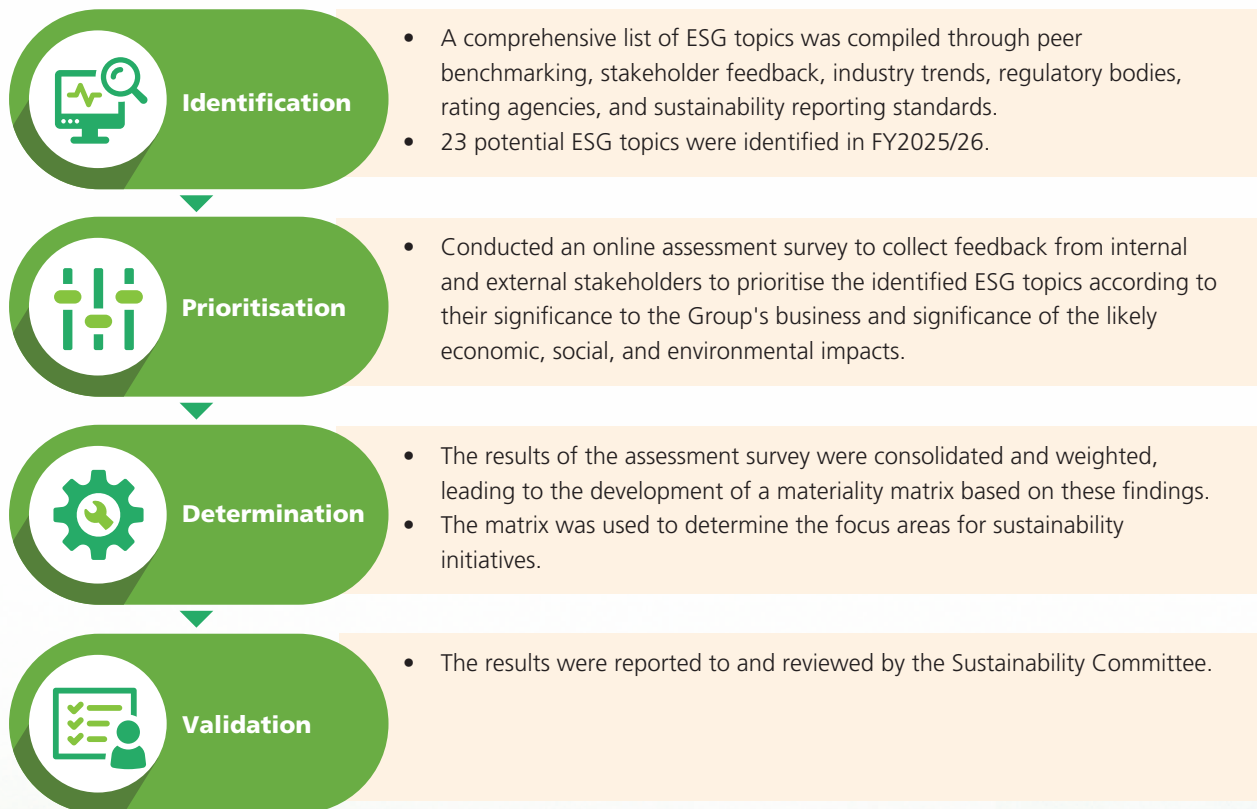 Identification
• A comprehensive list of ESG topics was compiled through peer
benchmarking, stakeholder feedback, industry trends, regulatory bodies,
rating agencies, and sustainability reporting standards.
• 23 potential ESG topics were identified in FY2025/26.
Prioritisation
• Conducted an online assessment survey to collect feedback from internal
and external stakeholders to prioritise the identified ESG topics according to
their significance to the Group's business and significance of the likely
economic, social, and environmental impacts.
Determination
• The results of the assessment survey were consolidated and weighted,
leading to the development of a materiality matrix based on these findings.
• The matrix was used to determine the focus areas for sustainability
initiatives.
Validation
• The results were reported to and reviewed by the Sustainability Committee.